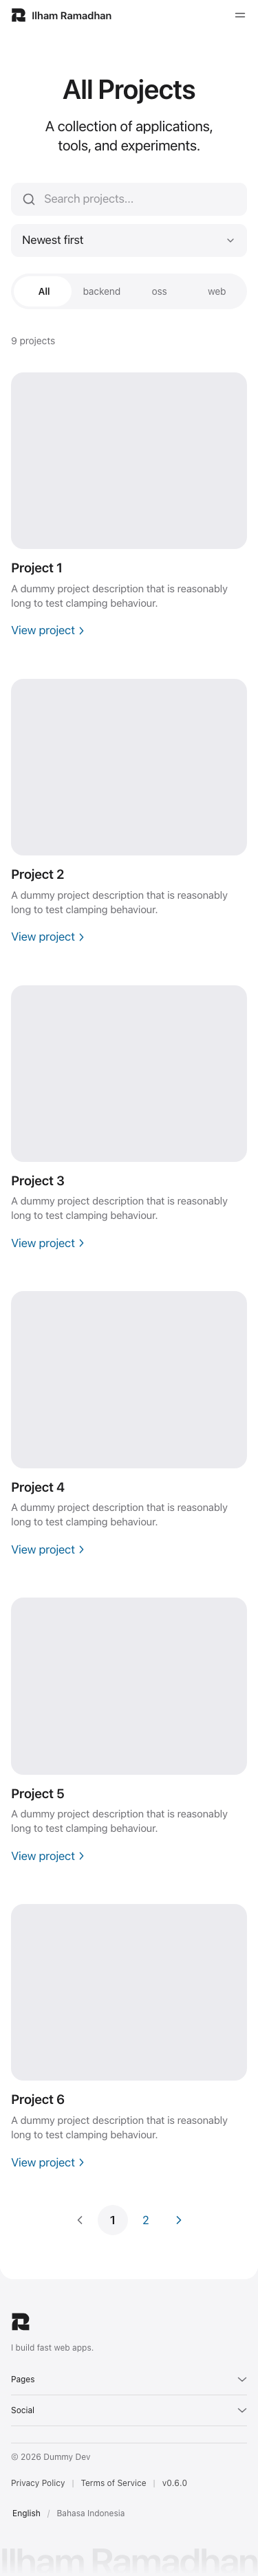 Ilham Ramadhan
All Projects
A collection of applications,
tools, and experiments.
Search projects...
Newest first
All backend oss web
9 projects
Project 1
A dummy project description that is reasonably
long to test clamping behaviour.
View project
Project 2
A dummy project description that is reasonably
long to test clamping behaviour.
View project
Project 3
A dummy project description that is reasonably
long to test clamping behaviour.
View project
Project 4
A dummy project description that is reasonably
long to test clamping behaviour.
View project
Project 5
A dummy project description that is reasonably
long to test clamping behaviour.
View project
Project 6
A dummy project description that is reasonably
long to test clamping behaviour.
View project
1 2
I build fast web apps.
Pages
Social
© 2026 Dummy Dev
Privacy Policy | Terms of Service | v0.6.0
English / Bahasa Indonesia
Ilham Ramadhan